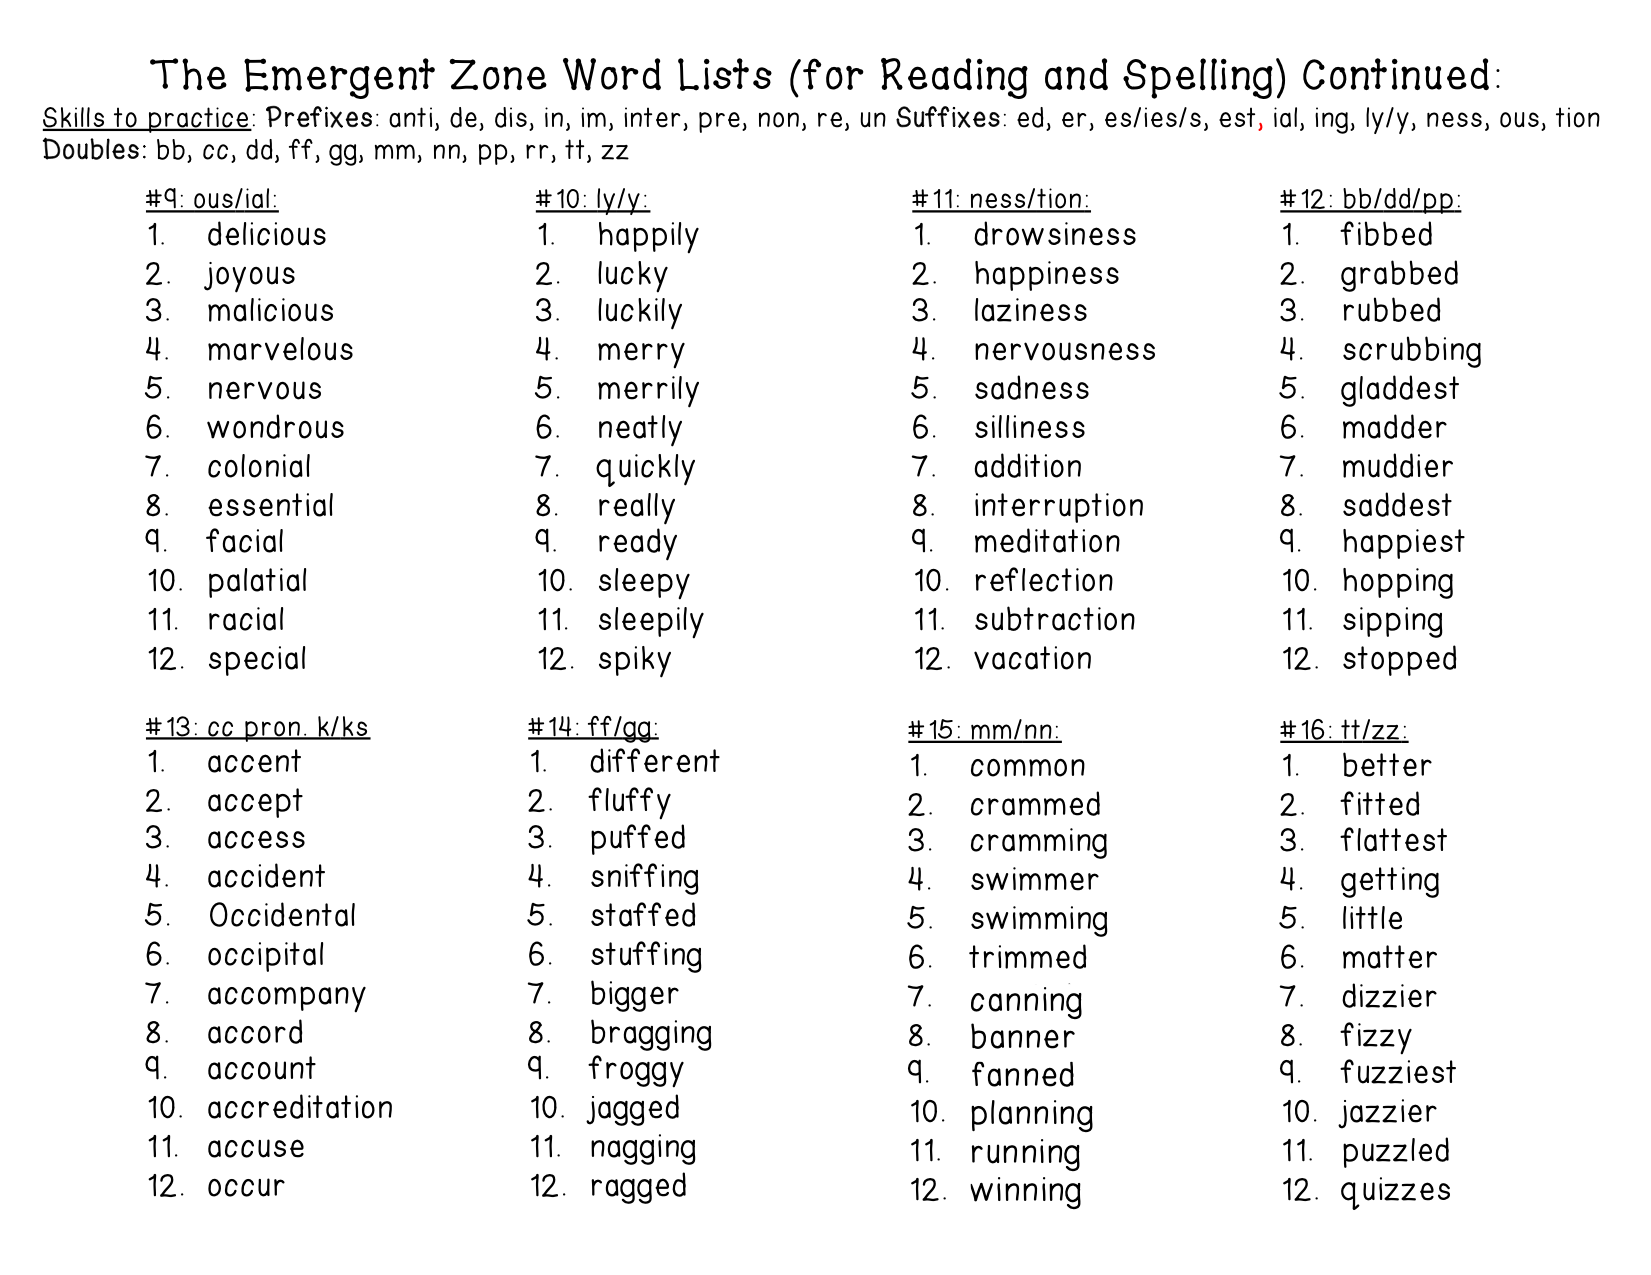 The Emergent Zone Word Lists (for Reading and Spelling) Continued:
Skills to practice: Prefixes: anti, de, dis, in, im, inter, pre, non, re, un Suffixes: ed, er, es/ies/s, est, ial, ing, ly/y, ness, ous, tion
Doubles: bb, cc, dd, ff, gg, mm, nn, pp, rr, tt, zz
#9: ous/ial:
1. delicious
2. joyous
3. malicious
4. marvelous
5. nervous
6. wondrous
7. colonial
8. essential
9. facial
10. palatial
11. racial
12. special
#10: ly/y:
1. happily
2. lucky
3. luckily
4. merry
5. merrily
6. neatly
7. quickly
8. really
9. ready
10. sleepy
11. sleepily
12. spiky
#11: ness/tion:
1. drowsiness
2. happiness
3. laziness
4. nervousness
5. sadness
6. silliness
7. addition
8. interruption
9. meditation
10. reflection
11. subtraction
12. vacation
#12: bb/dd/pp:
1. fibbed
2. grabbed
3. rubbed
4. scrubbing
5. gladdest
6. madder
7. muddier
8. saddest
9. happiest
10. hopping
11. sipping
12. stopped
#13: cc pron. k/ks
1. accent
2. accept
3. access
4. accident
5. Occidental
6. occipital
7. accompany
8. accord
9. account
10. accreditation
11. accuse
12. occur
#14: ff/gg:
1. different
2. fluffy
3. puffed
4. sniffing
5. staffed
6. stuffing
7. bigger
8. bragging
9. froggy
10. jagged
11. nagging
12. ragged
#15: mm/nn:
1. common
2. crammed
3. cramming
4. swimmer
5. swimming
6. trimmed
7. canning
8. banner
9. fanned
10. planning
11. running
12. winning
#16: tt/zz:
1. better
2. fitted
3. flattest
4. getting
5. little
6. matter
7. dizzier
8. fizzy
9. fuzziest
10. jazzier
11. puzzled
12. quizzes